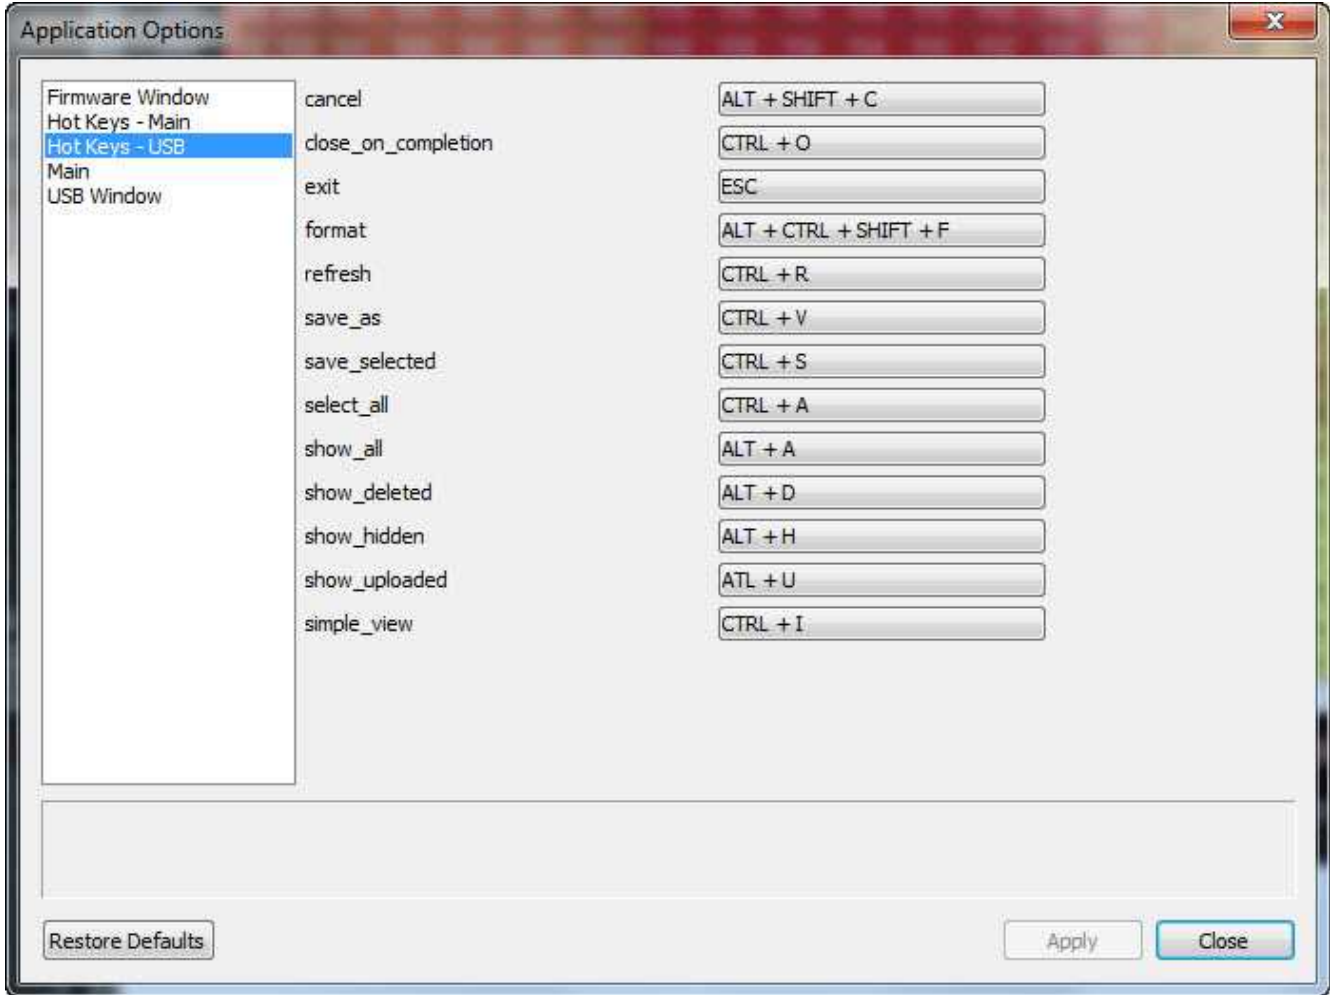 Application Options
Firmware Window
Hot Keys - Main
Hot Keys - USB
Main
USB Window
cancel ALT + SHIFT + C
close_on_completion CTRL + O
exit ESC
format ALT + CTRL + SHIFT + F
refresh CTRL + R
save_as CTRL + V
save_selected CTRL + S
select_all CTRL + A
show_all ALT + A
show_deleted ALT + D
show_hidden ALT + H
show_uploaded ATL + U
simple_view CTRL + I
Restore Defaults Apply Close